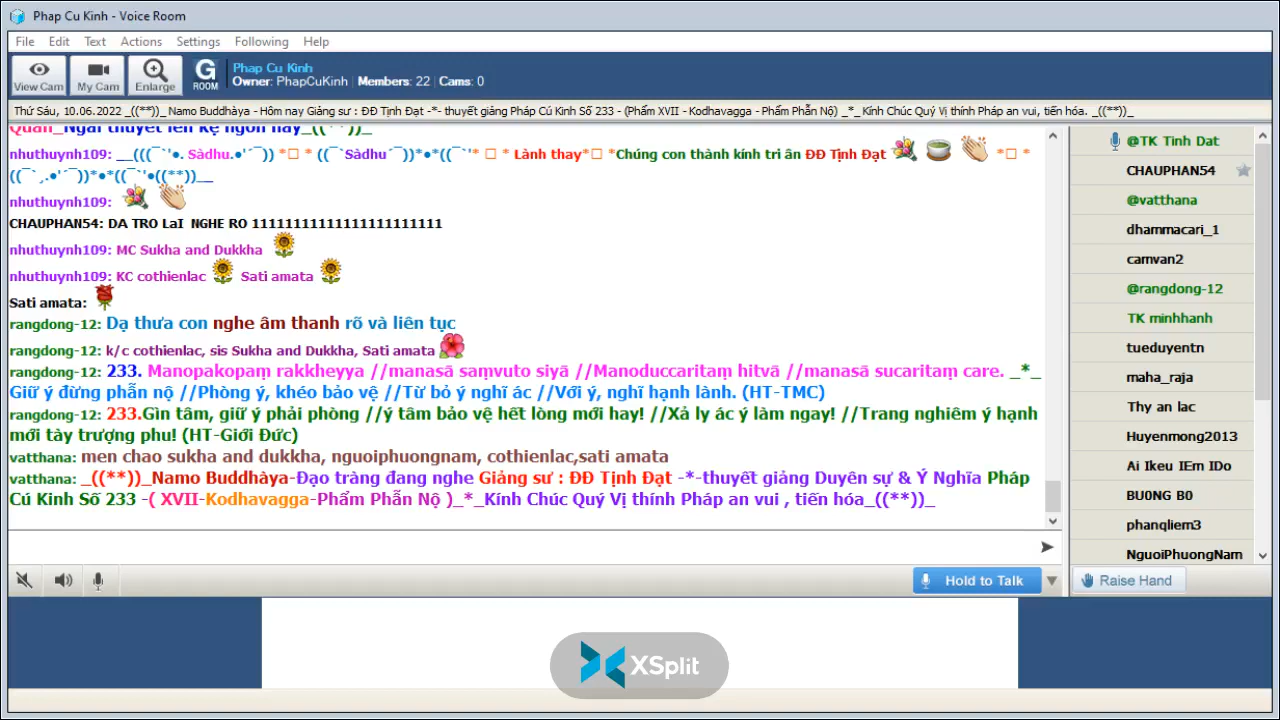 Phap Cu Kinh - Voice Room
File Edit Text Actions Settings Following Help
View Cam My Cam Enlarge G ROOM
Phap Cu Kinh
Owner: PhapCuKinh | Members: 22 | Cams: 0
Thứ Sáu, 10.06.2022 _((**))_ Namo Buddhàya - Hôm nay Giảng sư : ĐĐ Tịnh Đạt -*- thuyết giảng Pháp Cú Kinh Số 233 - (Phẩm XVII - Kodhavagga - Phẩm Phẫn Nộ) _*_ Kính Chúc Quý Vị thính Pháp an vui, tiến hóa. _((**))_
Quán_Ngài thuyết lên kệ ngôn này_((**))_
nhuthuynh109: __(((¯`'•. Sàdhu.•'´¯)) *□ * ((¯`Sàdhu´¯))*•*((¯`'* □ * Lành thay*□ *Chúng con thành kính tri ân ĐĐ Tịnh Đạt *□ *
((¯`¸.•'´¯))*•*((¯`'•((**))__
nhuthuynh109:
CHAUPHAN54: DA TRO LaI NGHE RO 11111111111111111111111
nhuthuynh109: MC Sukha and Dukkha
nhuthuynh109: KC cothienlac Sati amata
Sati amata:
rangdong-12: Dạ thưa con nghe âm thanh rõ và liên tục
rangdong-12: k/c cothienlac, sis Sukha and Dukkha, Sati amata
rangdong-12: 233. Manopakopaṃ rakkheyya //manasā saṃvuto siyā //Manoduccaritaṃ hitvā //manasā sucaritaṃ care. _*_
Giữ ý đừng phẫn nộ //Phòng ý, khéo bảo vệ //Từ bỏ ý nghĩ ác //Với ý, nghĩ hạnh lành. (HT-TMC)
rangdong-12: 233.Gìn tâm, giữ ý phải phòng //ý tâm bảo vệ hết lòng mới hay! //Xả ly ác ý làm ngay! //Trang nghiêm ý hạnh
mới tày trượng phu! (HT-Giới Đức)
vatthana: men chao sukha and dukkha, nguoiphuongnam, cothienlac,sati amata
vatthana: _((**))_Namo Buddhàya-Đạo tràng đang nghe Giảng sư : ĐĐ Tịnh Đạt -*-thuyết giảng Duyên sự & Ý Nghĩa Pháp
Cú Kinh Số 233 -( XVII-Kodhavagga-Phẩm Phẫn Nộ )_*_Kính Chúc Quý Vị thính Pháp an vui , tiến hóa_((**))_
@TK Tinh Dat
CHAUPHAN54
@vatthana
dhammacari_1
camvan2
@rangdong-12
TK minhhanh
tueduyentn
maha_raja
Thy an lac
Huyenmong2013
Ai Ikeu IEm IDo
BU0NG B0
phanqliem3
NguoiPhuongNam
Hold to Talk
Raise Hand
XSplit